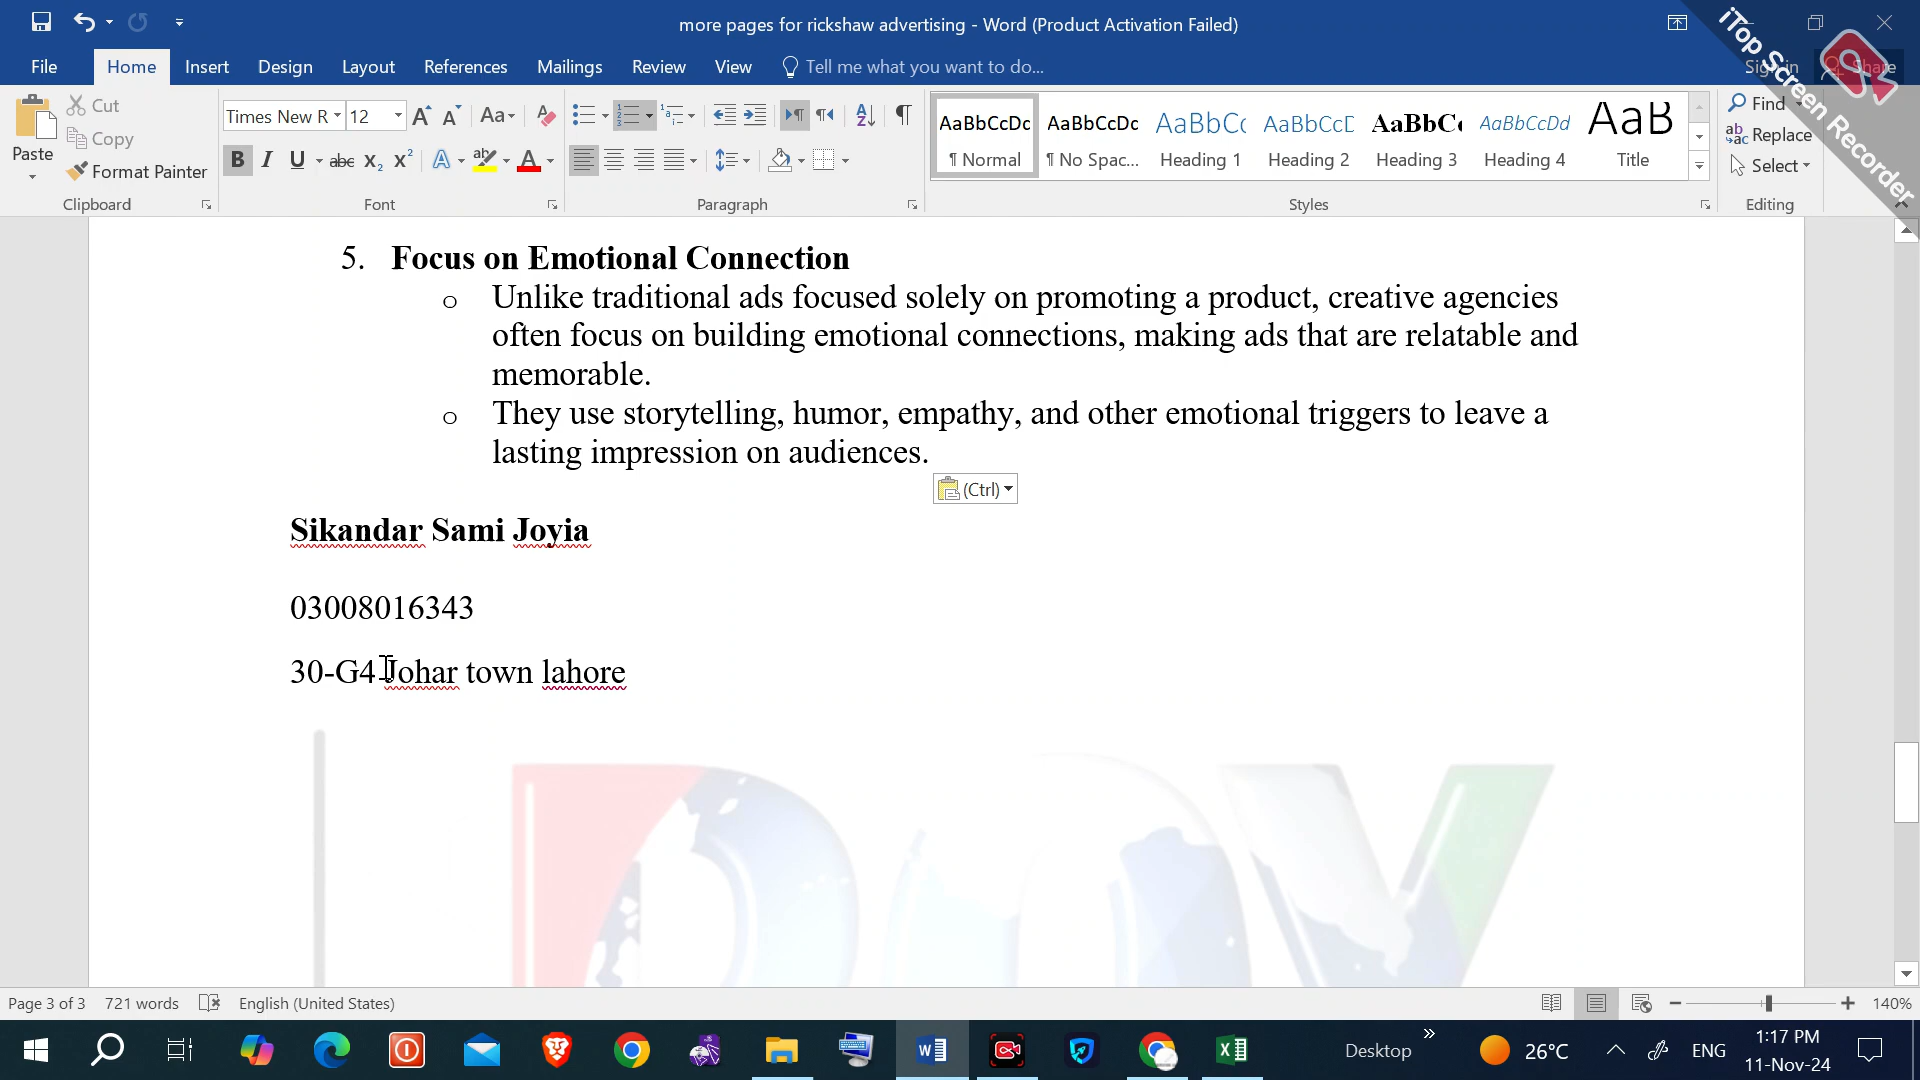 more pages for rickshaw advertising - Word (Product Activation Failed)
iTop Screen Recorder
File Home Insert Design Layout References Mailings Review View Tell me what you want to do... Sign in Share
Paste
Cut
Copy
Format Painter
Clipboard
Times New R 12 Aa
B I U abc X₂ X² A ab A
Font
Paragraph
AaBbCcDc AaBbCcDc AaBbCc AaBbCcE AaBbCc AaBbCcDd AaB
¶ Normal ¶ No Spac... Heading 1 Heading 2 Heading 3 Heading 4 Title
Styles
Find
Replace
Select
Editing
5. Focus on Emotional Connection
o Unlike traditional ads focused solely on promoting a product, creative agencies
often focus on building emotional connections, making ads that are relatable and
memorable.
o They use storytelling, humor, empathy, and other emotional triggers to leave a
lasting impression on audiences.
(Ctrl)
Sikandar Sami Joyia
03008016343
30-G4 Johar town lahore
Page 3 of 3 721 words English (United States) 140%
Desktop 26°C ENG 1:17 PM
11-Nov-24